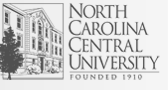 NORTH
CAROLINA
CENTRAL
UNIVERSITY
FOUNDED 1910